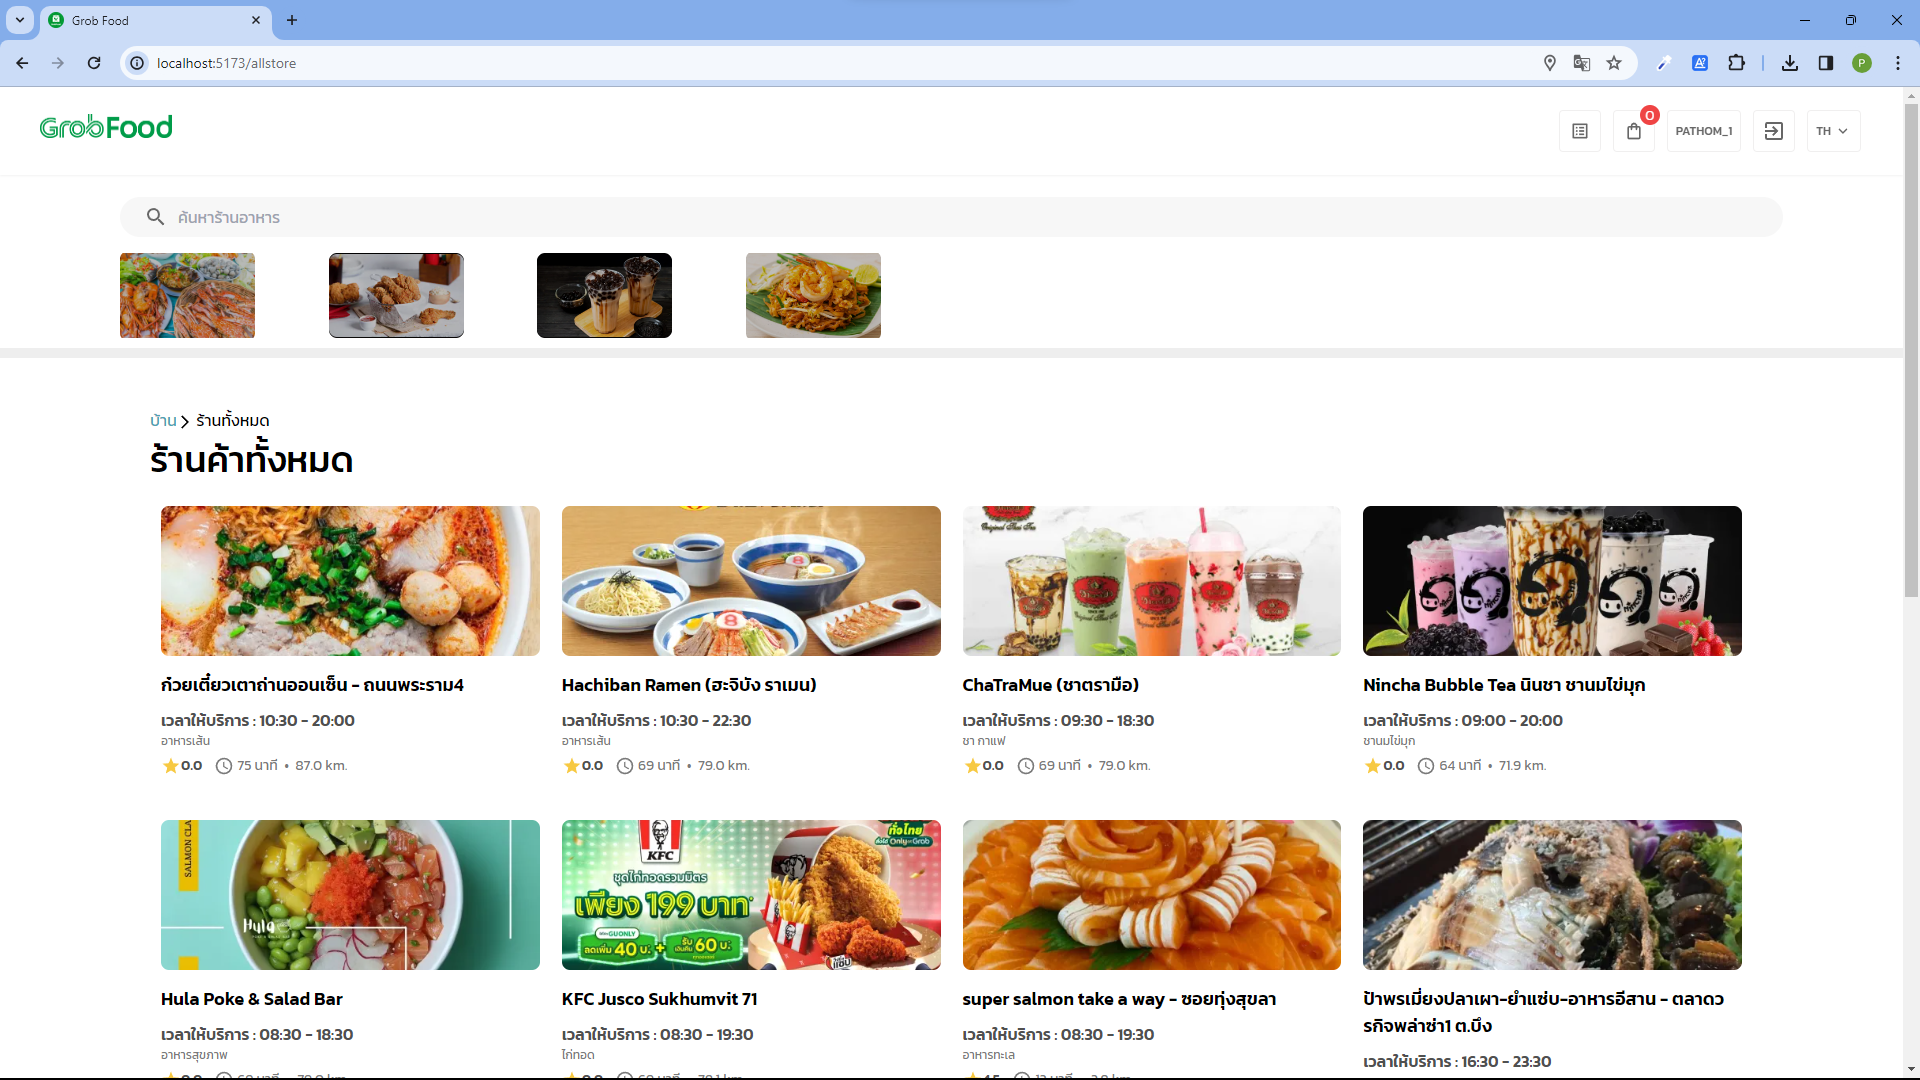 Grob Food
localhost:5173/allstore
GrobFood
0
PATHOM_1
TH
ค้นหาร้านอาหาร
บ้าน > ร้านทั้งหมด
ร้านค้าทั้งหมด
ก๋วยเตี๋ยวเตาถ่านออนเซ็น - ถนนพระราม4
เวลาให้บริการ : 10:30 - 20:00
อาหารเส้น
0.0 75 นาที • 87.0 km.
Hachiban Ramen (ฮะจิบัง ราเมน)
เวลาให้บริการ : 10:30 - 22:30
อาหารเส้น
0.0 69 นาที • 79.0 km.
ChaTraMue (ชาตรามือ)
เวลาให้บริการ : 09:30 - 18:30
ชา กาแฟ
0.0 69 นาที • 79.0 km.
Nincha Bubble Tea นินชา ชานมไข่มุก
เวลาให้บริการ : 09:00 - 20:00
ชานมไข่มุก
0.0 64 นาที • 71.9 km.
SALMON CLA
Hula
Hula Poke & Salad Bar
เวลาให้บริการ : 08:30 - 18:30
อาหารสุขภาพ
KFC
ทั่วไทย
Only on Grab
ชุดไก่ทอดรวมมิตร
เพียง 199 บาท*
ลดเพิ่ม 40 บ.* + 60 บ.*
KFC Jusco Sukhumvit 71
เวลาให้บริการ : 08:30 - 19:30
ไก่ทอด
super salmon take a way - ซอยทุ่งสุขลา
เวลาให้บริการ : 08:30 - 19:30
อาหารทะเล
ป้าพรเมี่ยงปลาเผา-ยำแซ่บ-อาหารอีสาน - ตลาดว
รกิจพล่าซ่า1 ต.บึง
เวลาให้บริการ : 16:30 - 23:30